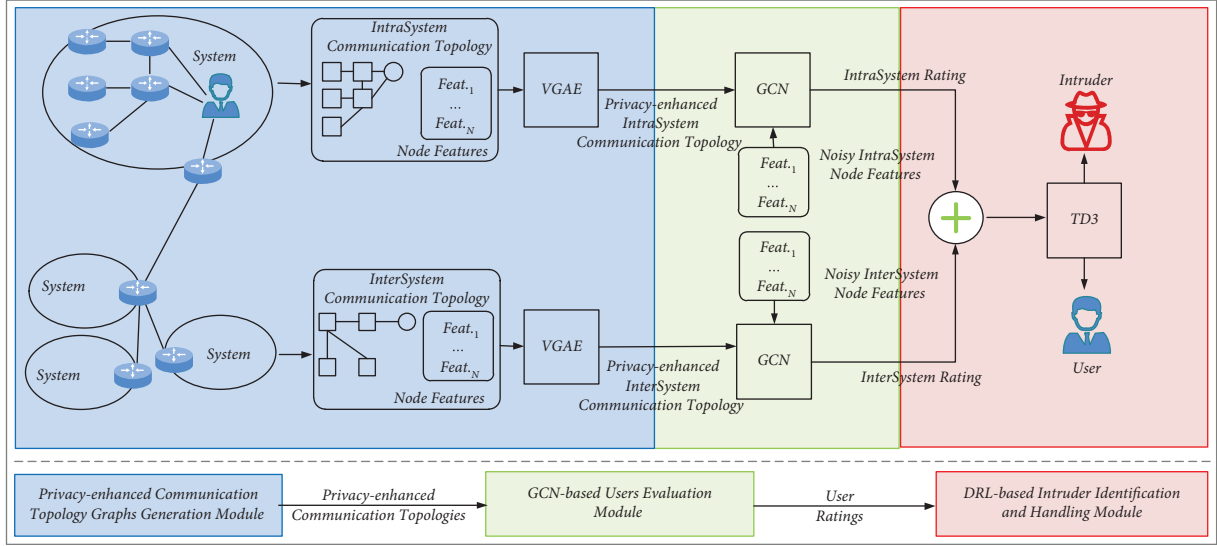 System
IntraSystem
Communication Topology
Feat.1
...
Feat.N
Node Features
VGAE
Privacy-enhanced
IntraSystem
Communication Topology
GCN
Feat.1
...
Feat.N
IntraSystem Rating
Noisy IntraSystem
Node Features
Intruder
TD3
User
System
System
System
InterSystem
Communication Topology
Feat.1
...
Feat.N
Node Features
VGAE
Privacy-enhanced
InterSystem
Communication Topology
Feat.1
...
Feat.N
GCN
Noisy InterSystem
Node Features
InterSystem Rating
Privacy-enhanced Communication
Topology Graphs Generation Module
Privacy-enhanced
Communication Topologies
GCN-based Users Evaluation
Module
User
Ratings
DRL-based Intruder Identification
and Handling Module